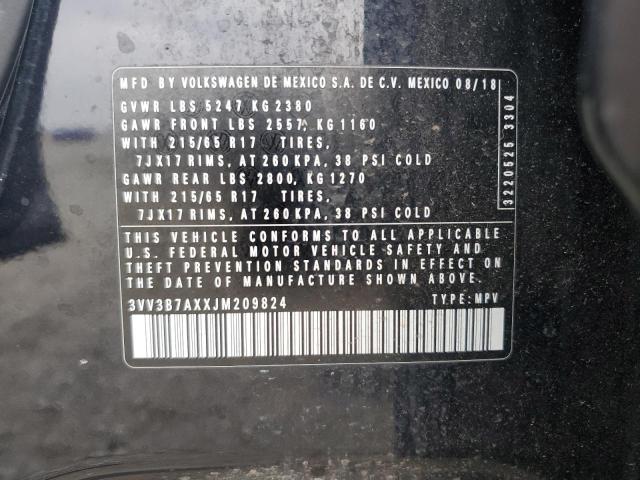 MFD BY VOLKSWAGEN DE MEXICO S.A. DE C.V. MEXICO 08/18
GVWR LBS 5247 KG 2380
GAWR FRONT LBS 2557, KG 1160
WITH 215/65 R17 TIRES,
7JX17 RIMS, AT 260 KPA, 38 PSI COLD
GAWR REAR LBS 2800, KG 1270
WITH 215/65 R17 TIRES,
7JX17 RIMS, AT 260 KPA, 38 PSI COLD
THIS VEHICLE CONFORMS TO ALL APPLICABLE
U.S. FEDERAL MOTOR VEHICLE SAFETY AND
THEFT PREVENTION STANDARDS IN EFFECT ON
THE DATE OF MANUFACTURE SHOWN ABOVE.
3VV3B7AXXJM209824 TYPE: MPV
3220525 3304